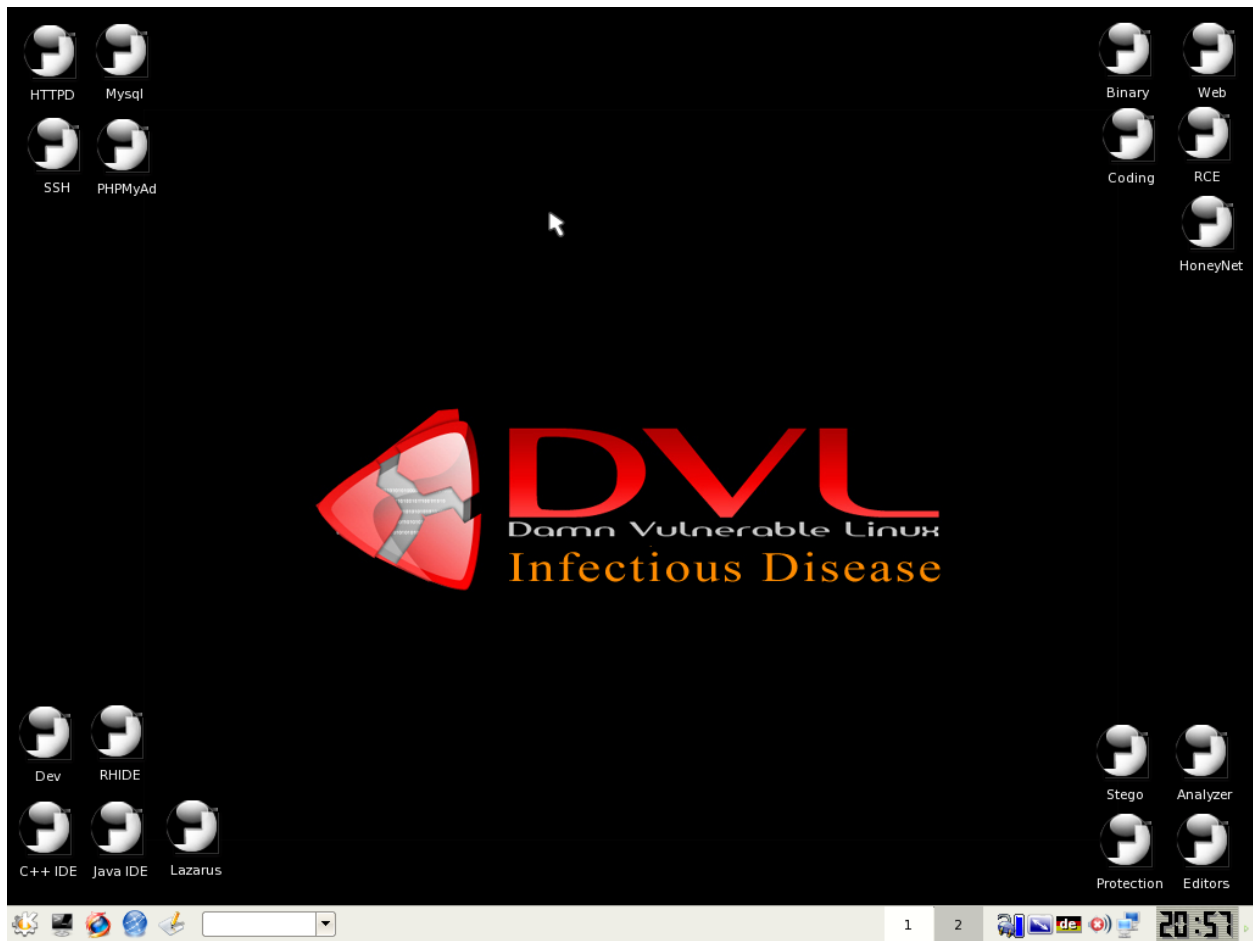 HTTPD Mysql
Binary Web
SSH PHPMyAd
Coding RCE
HoneyNet
DVL
Damn Vulnerable Linux
Infectious Disease
Dev RHIDE
Stego Analyzer
C++ IDE Java IDE Lazarus
Protection Editors
1 2 de 20:57